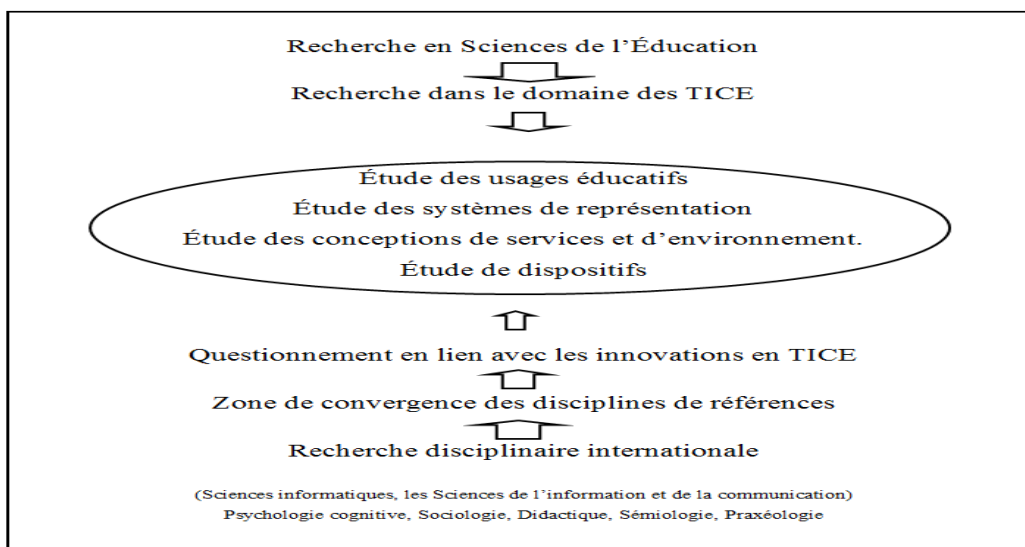 Recherche en Sciences de l'Éducation
Recherche dans le domaine des TICE
Étude des usages éducatifs
Étude des systèmes de représentation
Étude des conceptions de services et d'environnement.
Étude de dispositifs
Questionnement en lien avec les innovations en TICE
Zone de convergence des disciplines de références
Recherche disciplinaire internationale
(Sciences informatiques, les Sciences de l'information et de la communication)
Psychologie cognitive, Sociologie, Didactique, Sémiologie, Praxéologie